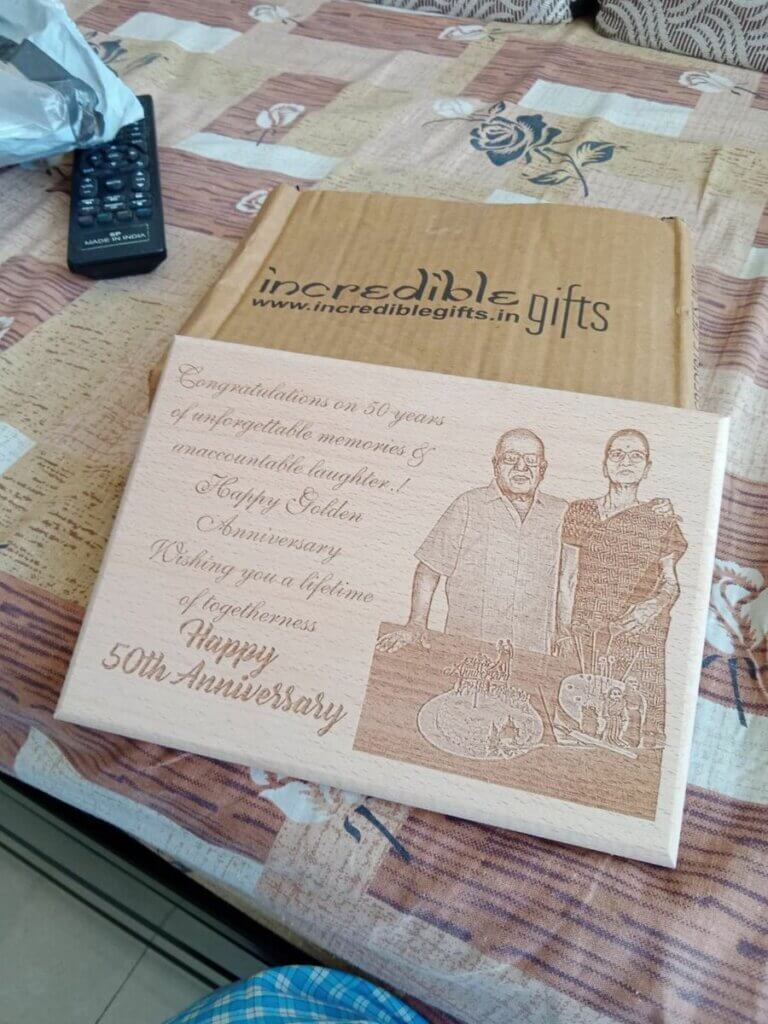 SP
MADE IN INDIA
incredible gifts
www.incrediblegifts.in
Congratulations on 50 years
of unforgettable memories &
unaccountable laughter.!
Happy Golden
Anniversary
Wishing you a lifetime
of togetherness
Happy
50th Anniversary